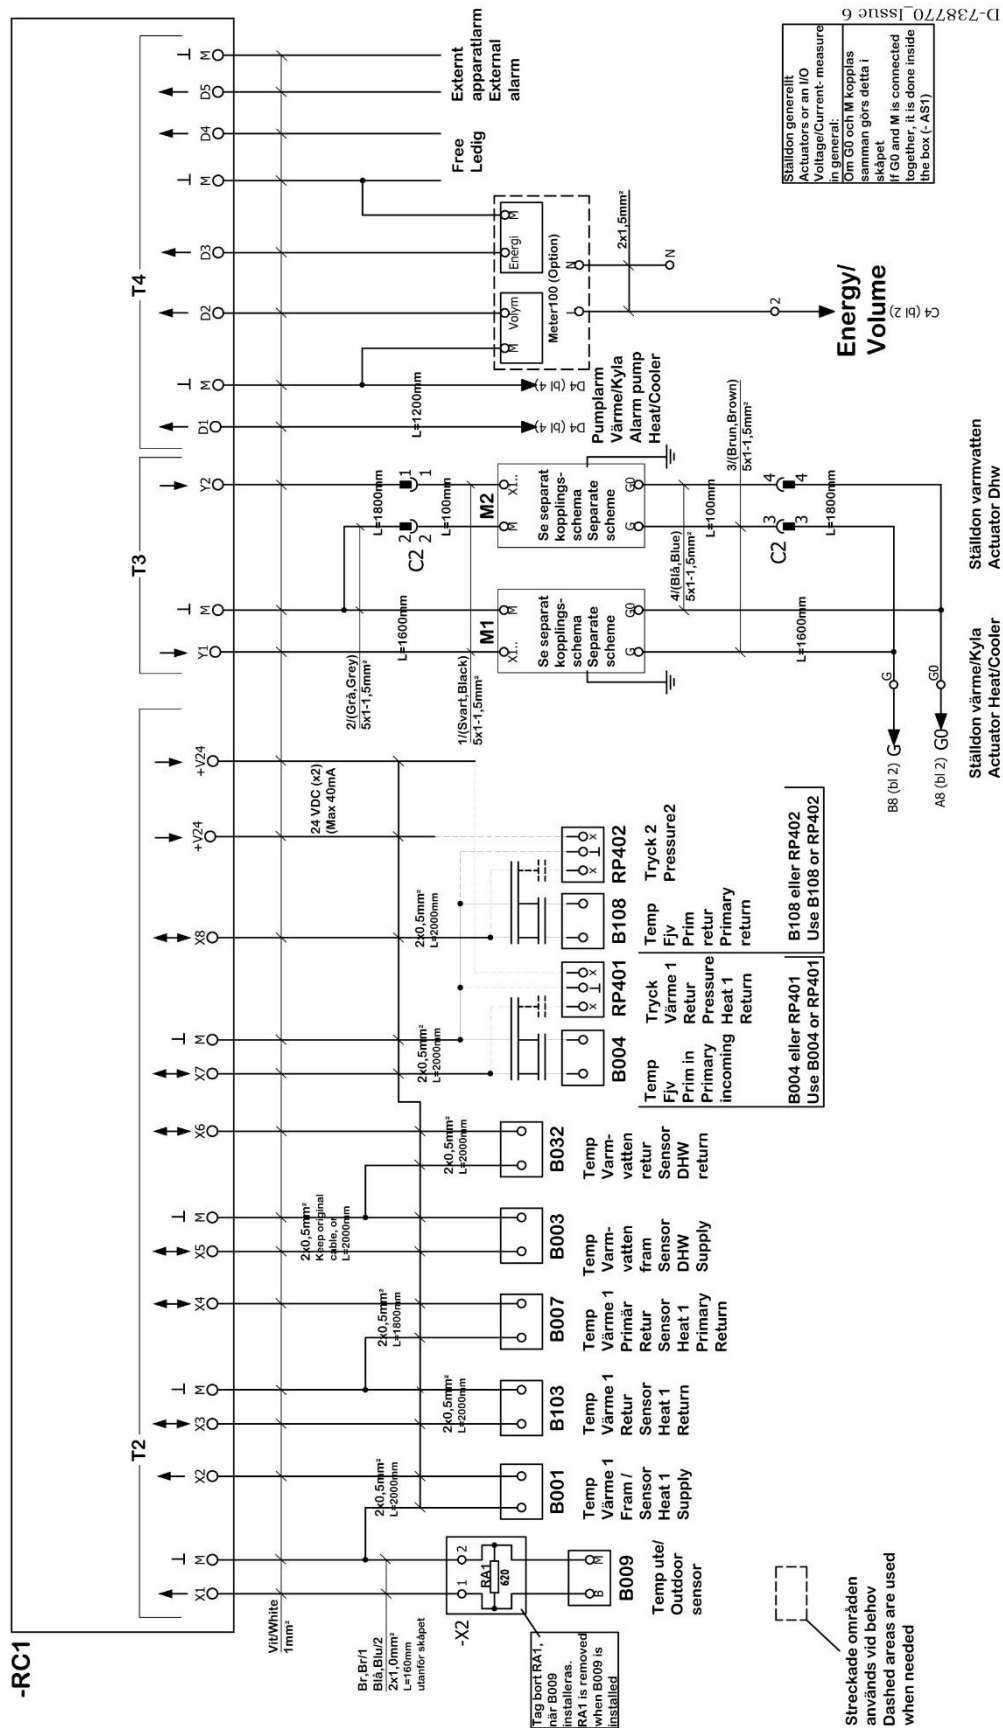 -RC1
T2
T3
T4
X1
M
X2
X3
M
X4
X5
M
X6
X7
M
X8
+V24
+V24
Y1
M
Y2
D1
M
D2
D3
M
D4
D5
M
Vit/White
1mm²
Br,Br/1
Blå,Blu/2
2x1,0mm²
L=160mm
utanför skåpet
2x0,5mm²
L=2000mm
2x0,5mm²
L=2000mm
2x0,5mm²
L=1800mm
2x0,5mm²
Keep original
cable, or
L=2000mm
2x0,5mm²
L=2000mm
2x0,5mm²
L=2000mm
2x0,5mm²
L=2000mm
24 VDC (x2)
(Max 40mA
2/(Grå,Grey)
5x1-1,5mm²
1/(Svart,Black)
5x1-1,5mm²
L=1600mm
L=1800mm
2
1
C2
2
1
L=100mm
L=1200mm
-X2
1
2
RA1
620
Tag bort RA1,
när B009
installeras.
RA1 is removed
when B009 is
installed
B
M
B009
Temp ute/
Outdoor
sensor
B001
Temp
Värme 1
Fram /
Sensor
Heat 1
Supply
B103
Temp
Värme 1
Retur
Sensor
Heat 1
Return
B007
Temp
Värme 1
Primär
Retur
Sensor
Heat 1
Primary
Return
B003
Temp
Varm-
vatten
fram
Sensor
DHW
Supply
B032
Temp
Varm-
vatten
retur
Sensor
DHW
return
B004
Temp
Fjv
Prim in
Primary
incoming
x
x
RP401
Tryck
Värme 1
Retur
Pressure
Heat 1
Return
B004 eller RP401
Use B004 or RP401
B108
Temp
Fjv
Prim
retur
Primary
return
x
x
RP402
Tryck 2
Pressure2
B108 eller RP402
Use B108 or RP402
M1
X1...
M
Se separat
kopplings-
schema
Separate
scheme
G
G0
M2
M
X1...
Se separat
kopplings-
schema
Separate
scheme
G
G0
L=1600mm
4/(Blå,Blue)
5x1-1,5mm²
L=100mm
3/(Brun,Brown)
5x1-1,5mm²
3
4
C2
3
4
L=1800mm
G
G0
B8 (bl 2) G
A8 (bl 2) G0
Ställdon värme/Kyla
Actuator Heat/Cooler
Ställdon varmvatten
Actuator Dhw
D4 (bl 4)
D4 (bl 4)
Pumplarm
Värme/Kyla
Alarm pump
Heat/Cooler
M
Volym
Energi
M
Meter100 (Option)
L
N
2x1,5mm²
N
2
C4 (bl 2)
Energy/
Volume
Free
Ledig
Externt
apparatlarm
External
alarm
Ställdon generellt
Actuators or an I/O
Voltage/Current- measure
in general:
Om G0 och M kopplas
samman görs detta i
skåpet
If G0 and M is connected
together, it is done inside
the box (- AS1)
Streckade områden
används vid behov
Dashed areas are used
when needed
D-738770_Issue 6